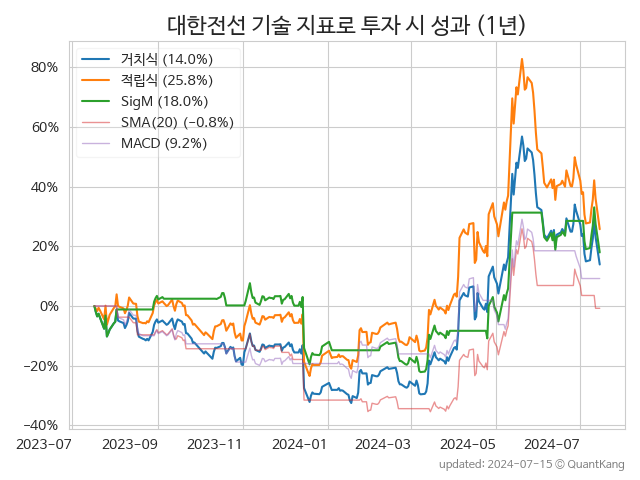 대한전선 기술 지표로 투자 시 성과 (1년)
거치식 (14.0%)
적립식 (25.8%)
SigM (18.0%)
SMA(20) (−0.8%)
MACD (9.2%)
80%
60%
40%
20%
0%
−20%
−40%
2023-07 2023-09 2023-11 2024-01 2024-03 2024-05 2024-07
updated: 2024-07-15 © QuantKang